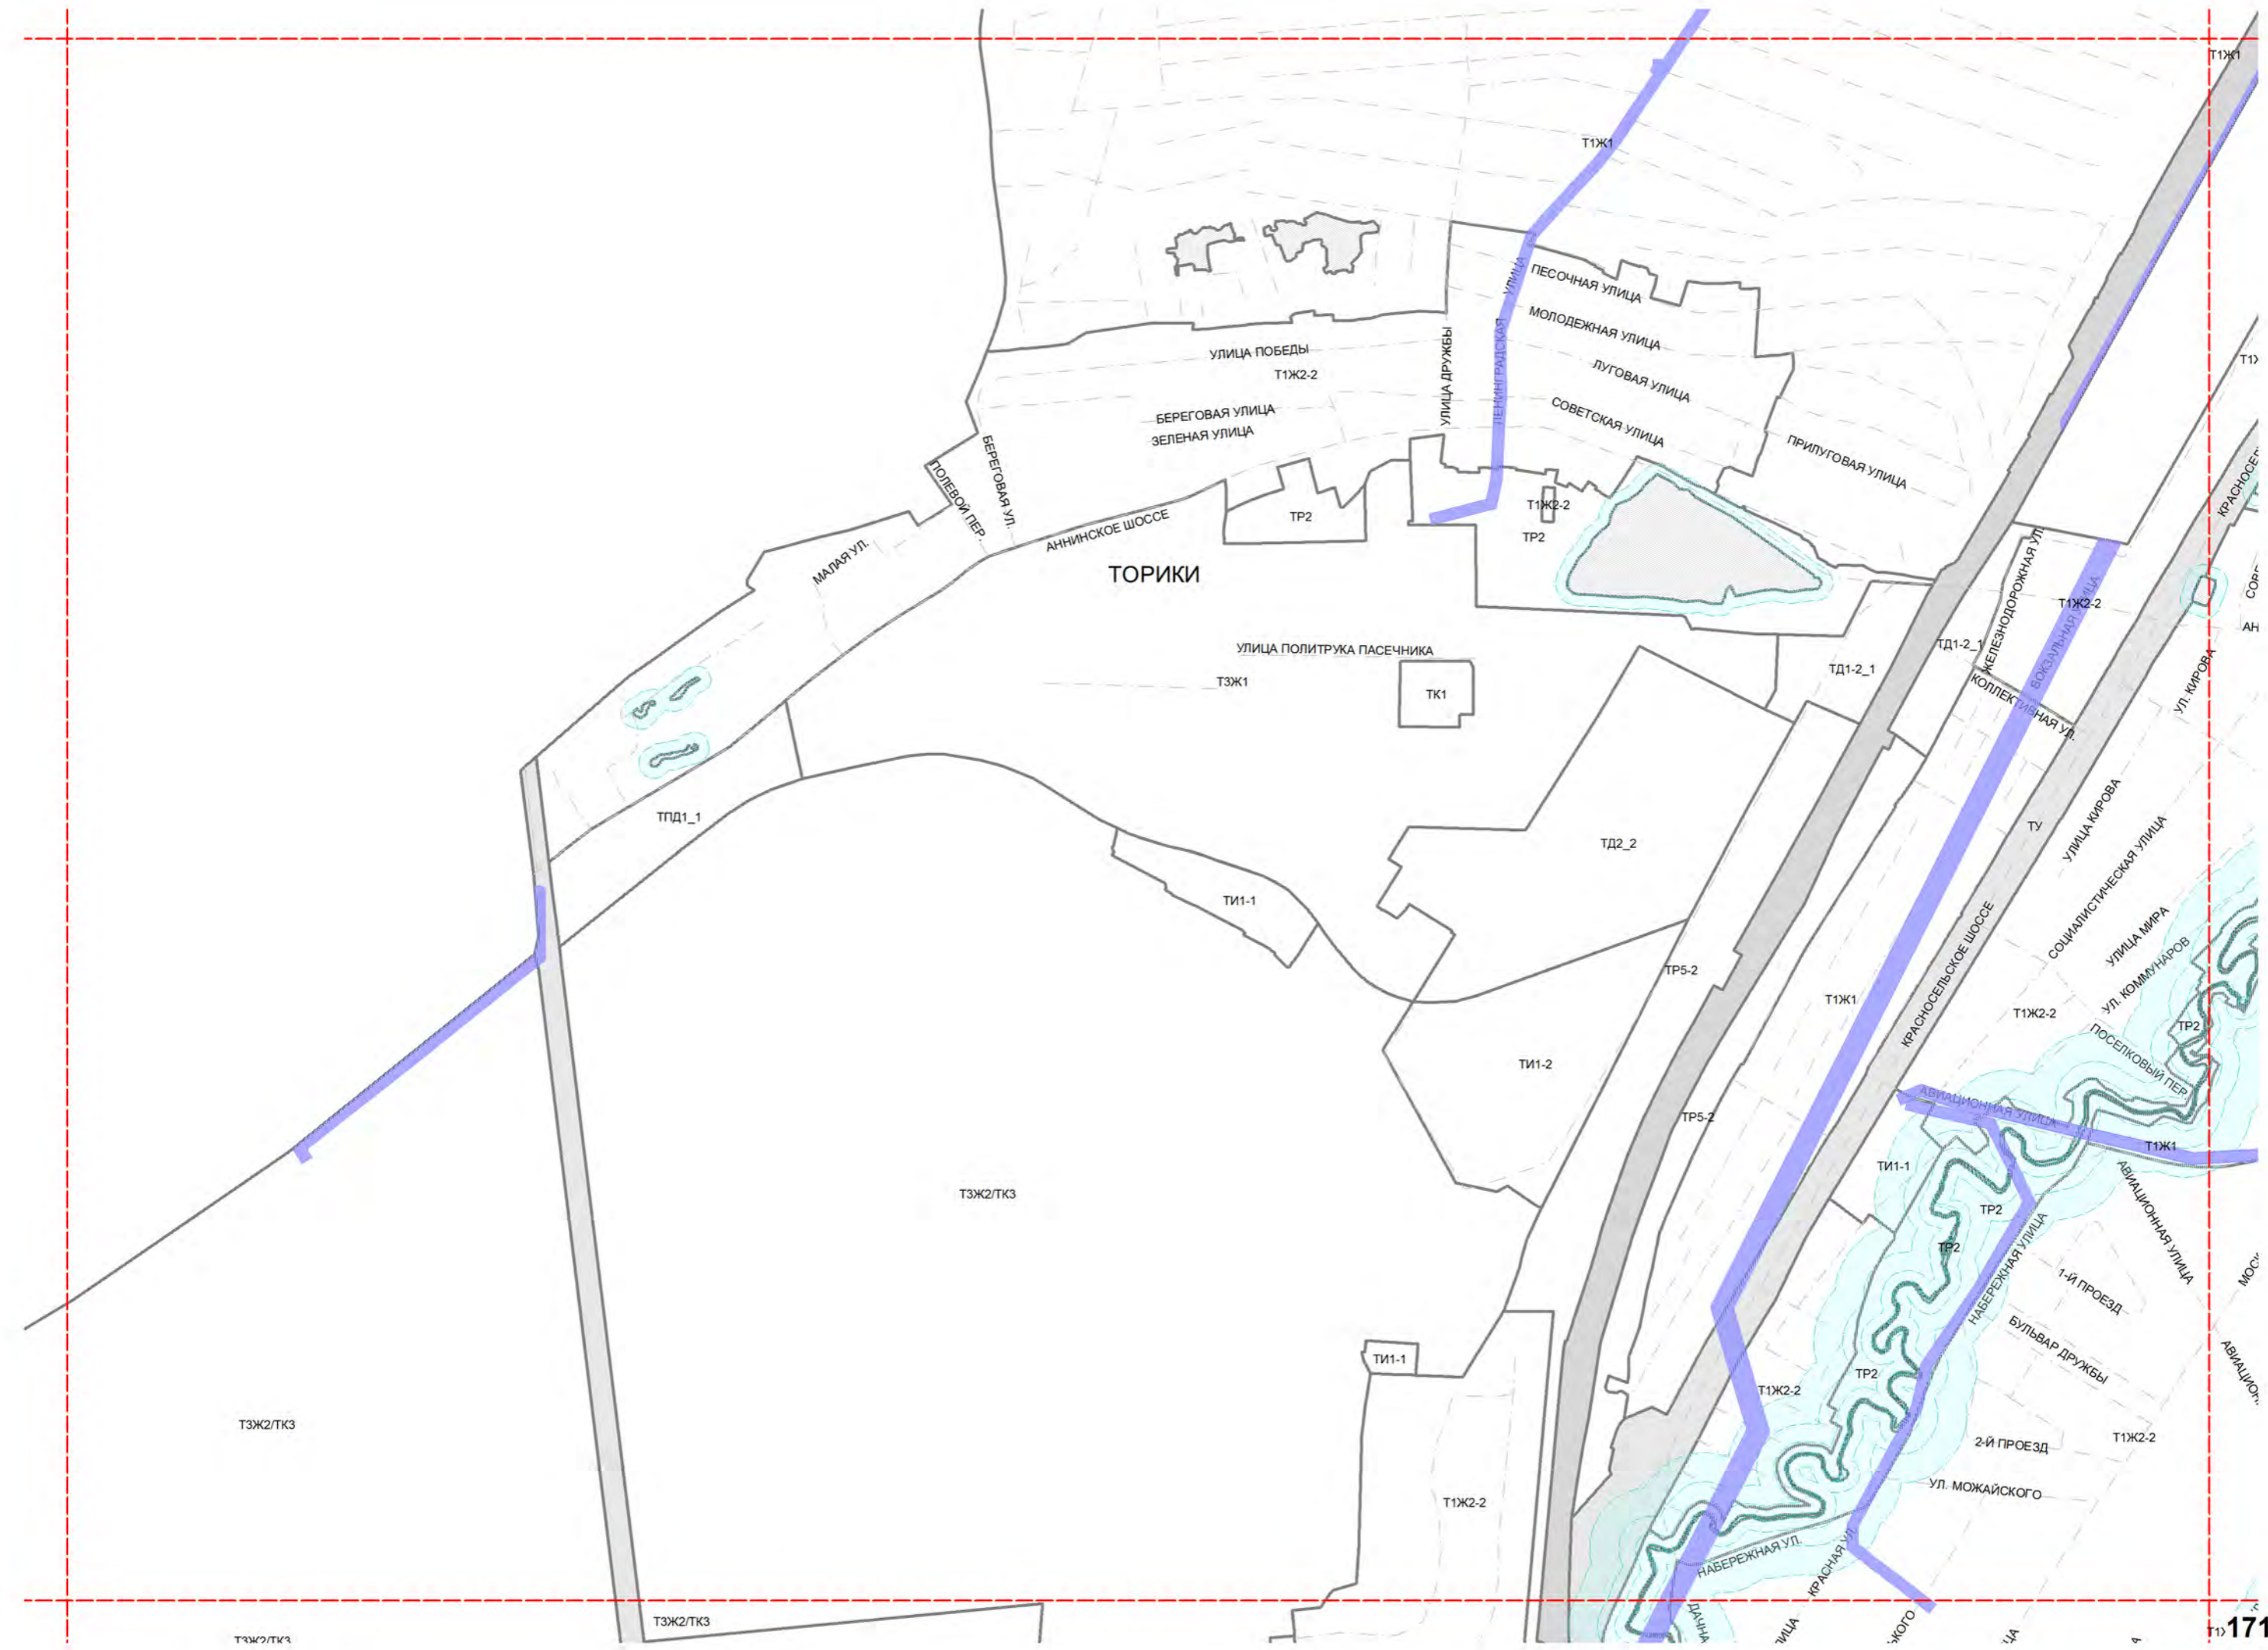 Т1Ж1
Т1Ж1
ПЕСОЧНАЯ УЛИЦА
УЛИЦА
МОЛОДЕЖНАЯ УЛИЦА
ЛЕНИНГРАДСКАЯ
УЛИЦА ПОБЕДЫ
Т1Ж2-2
УЛИЦА ДРУЖБЫ
ЛУГОВАЯ УЛИЦА
БЕРЕГОВАЯ УЛИЦА
ЗЕЛЕНАЯ УЛИЦА
СОВЕТСКАЯ УЛИЦА
ПРИЛУГОВАЯ УЛИЦА
БЕРЕГОВАЯ УЛ.
ПОЛЕВОЙ ПЕР.
АННИНСКОЕ ШОССЕ
ТР2
Т1Ж2-2
ТР2
МАЛАЯ УЛ.
ТОРИКИ
ЖЕЛЕЗНОДОРОЖНАЯ УЛ.
Т1Ж2-2
ВОКЗАЛЬНАЯ УЛИЦА
УЛИЦА ПОЛИТРУКА ПАСЕЧНИКА
ТД1-2_1
ТД1-2_1
Т3Ж1
ТК1
КОЛЛЕКТИВНАЯ УЛ.
УЛ. КИРОВА
ТПД1_1
ТД2_2
ТУ
УЛИЦА КИРОВА
СОЦИАЛИСТИЧЕСКАЯ УЛИЦА
ТИ1-1
УЛИЦА МИРА
УЛ. КОММУНАРОВ
КРАСНОСЕЛЬСКОЕ ШОССЕ
ТР5-2
Т1Ж1
Т1Ж2-2
ТР2
ПОСЕЛКОВЫЙ ПЕР.
ТИ1-2
АВИАЦИОННАЯ УЛИЦА
ТР5-2
Т1Ж1
ТИ1-1
АВИАЦИОННАЯ УЛИЦА
Т3Ж2/ТК3
ТР2
ТР2
НАБЕРЕЖНАЯ УЛИЦА
1-Й ПРОЕЗД
БУЛЬВАР ДРУЖБЫ
ТИ1-1
ТР2
Т1Ж2-2
Т3Ж2/ТК3
2-Й ПРОЕЗД
Т1Ж2-2
УЛ. МОЖАЙСКОГО
Т1Ж2-2
НАБЕРЕЖНАЯ УЛ.
КРАСНАЯ УЛ.
Т3Ж2/ТК3
Т3Ж2/ТК3
171